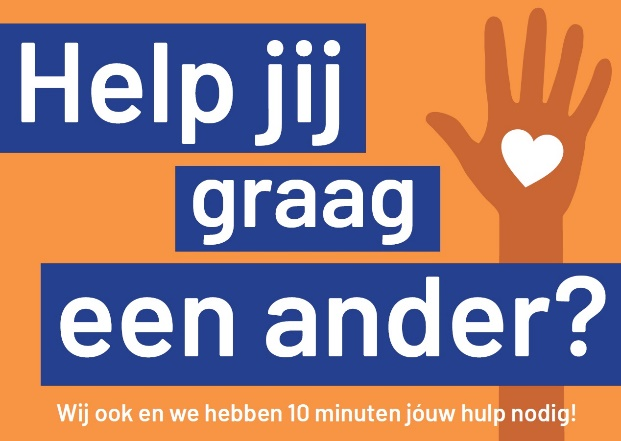 Help jij
graag
een ander?
Wij ook en we hebben 10 minuten jóuw hulp nodig!